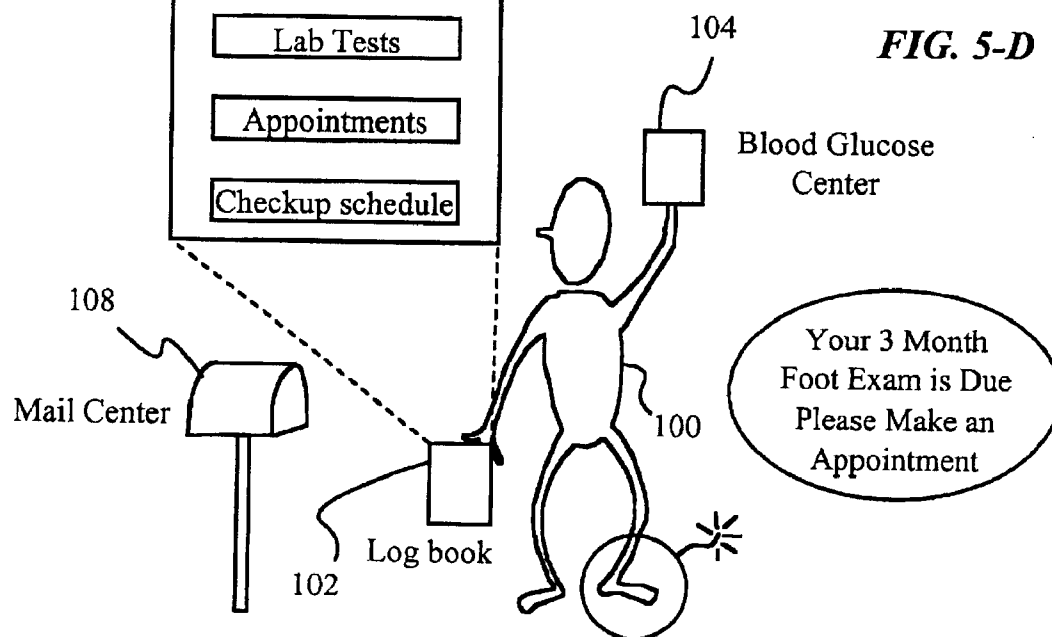 Lab Tests
Appointments
Checkup schedule
104
FIG. 5-D
Blood Glucose
Center
108
Mail Center
Your 3 Month
Foot Exam is Due
Please Make an
Appointment
100
Log book
102